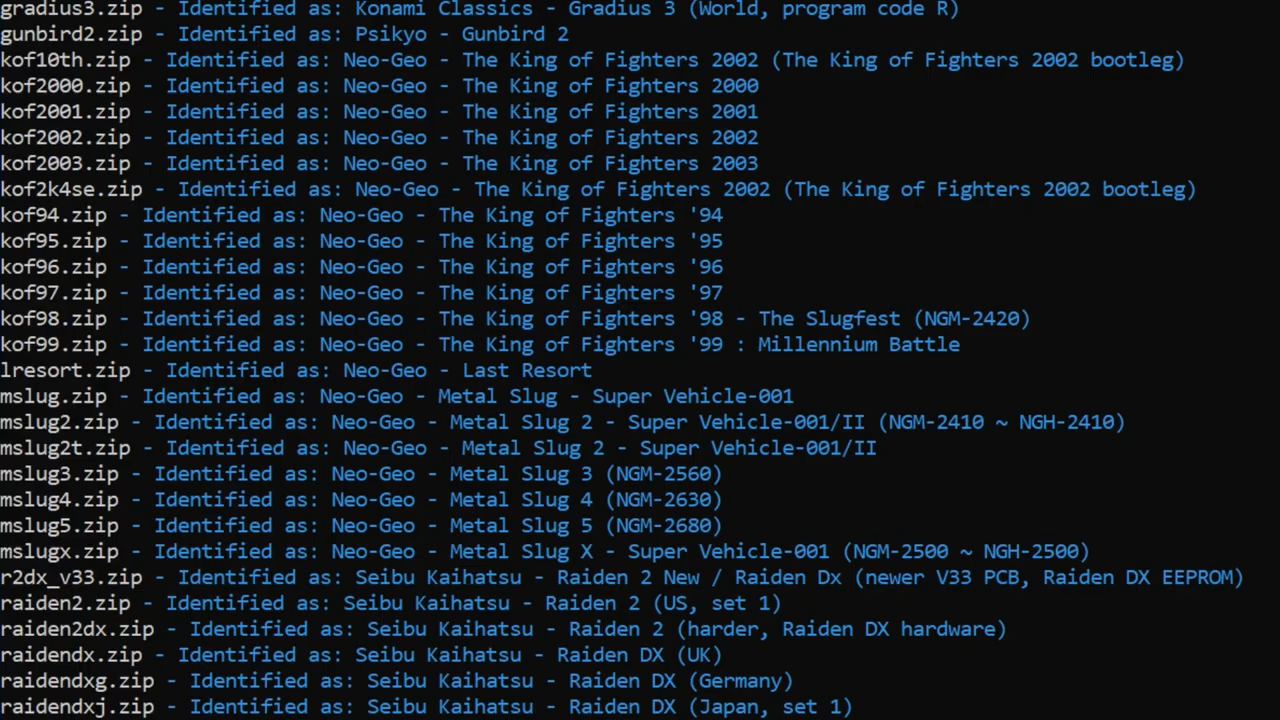 gradius3.zip - Identified as: Konami Classics - Gradius 3 (World, program code R)
gunbird2.zip - Identified as: Psikyo - Gunbird 2
kof10th.zip - Identified as: Neo-Geo - The King of Fighters 2002 (The King of Fighters 2002 bootleg)
kof2000.zip - Identified as: Neo-Geo - The King of Fighters 2000
kof2001.zip - Identified as: Neo-Geo - The King of Fighters 2001
kof2002.zip - Identified as: Neo-Geo - The King of Fighters 2002
kof2003.zip - Identified as: Neo-Geo - The King of Fighters 2003
kof2k4se.zip - Identified as: Neo-Geo - The King of Fighters 2002 (The King of Fighters 2002 bootleg)
kof94.zip - Identified as: Neo-Geo - The King of Fighters '94
kof95.zip - Identified as: Neo-Geo - The King of Fighters '95
kof96.zip - Identified as: Neo-Geo - The King of Fighters '96
kof97.zip - Identified as: Neo-Geo - The King of Fighters '97
kof98.zip - Identified as: Neo-Geo - The King of Fighters '98 - The Slugfest (NGM-2420)
kof99.zip - Identified as: Neo-Geo - The King of Fighters '99 : Millennium Battle
lresort.zip - Identified as: Neo-Geo - Last Resort
mslug.zip - Identified as: Neo-Geo - Metal Slug - Super Vehicle-001
mslug2.zip - Identified as: Neo-Geo - Metal Slug 2 - Super Vehicle-001/II (NGM-2410 ~ NGH-2410)
mslug2t.zip - Identified as: Neo-Geo - Metal Slug 2 - Super Vehicle-001/II
mslug3.zip - Identified as: Neo-Geo - Metal Slug 3 (NGM-2560)
mslug4.zip - Identified as: Neo-Geo - Metal Slug 4 (NGM-2630)
mslug5.zip - Identified as: Neo-Geo - Metal Slug 5 (NGM-2680)
mslugx.zip - Identified as: Neo-Geo - Metal Slug X - Super Vehicle-001 (NGM-2500 ~ NGH-2500)
r2dx_v33.zip - Identified as: Seibu Kaihatsu - Raiden 2 New / Raiden Dx (newer V33 PCB, Raiden DX EEPROM)
raiden2.zip - Identified as: Seibu Kaihatsu - Raiden 2 (US, set 1)
raiden2dx.zip - Identified as: Seibu Kaihatsu - Raiden 2 (harder, Raiden DX hardware)
raidendx.zip - Identified as: Seibu Kaihatsu - Raiden DX (UK)
raidendxg.zip - Identified as: Seibu Kaihatsu - Raiden DX (Germany)
raidendxj.zip - Identified as: Seibu Kaihatsu - Raiden DX (Japan, set 1)